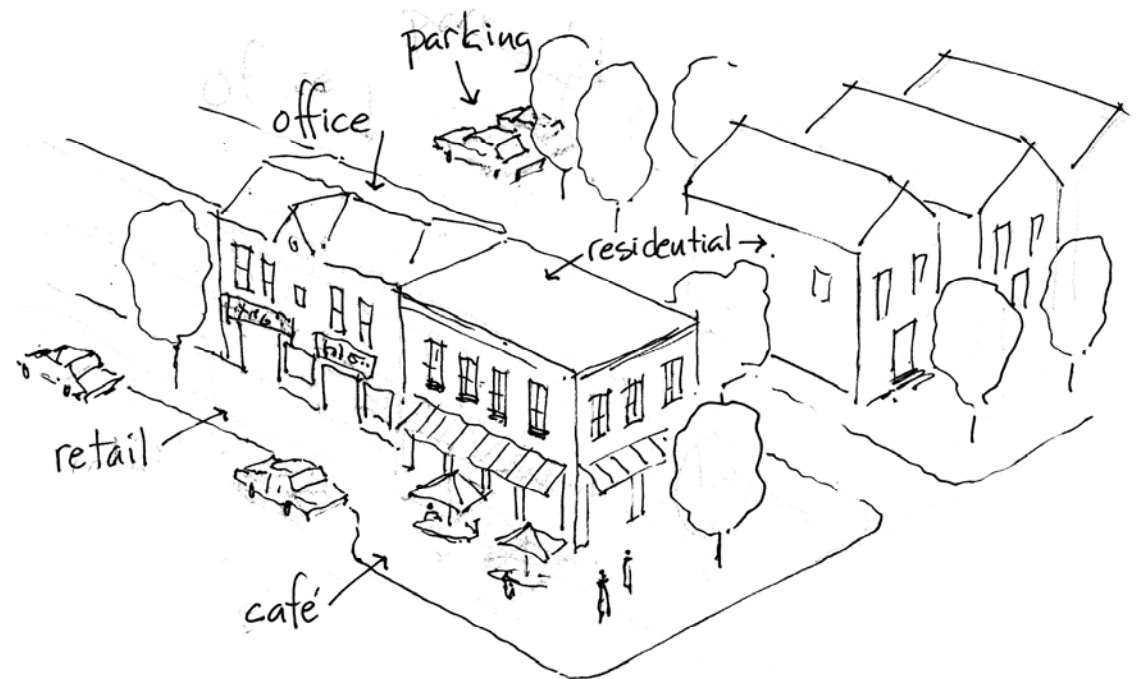 parking
office
residential
retail
café